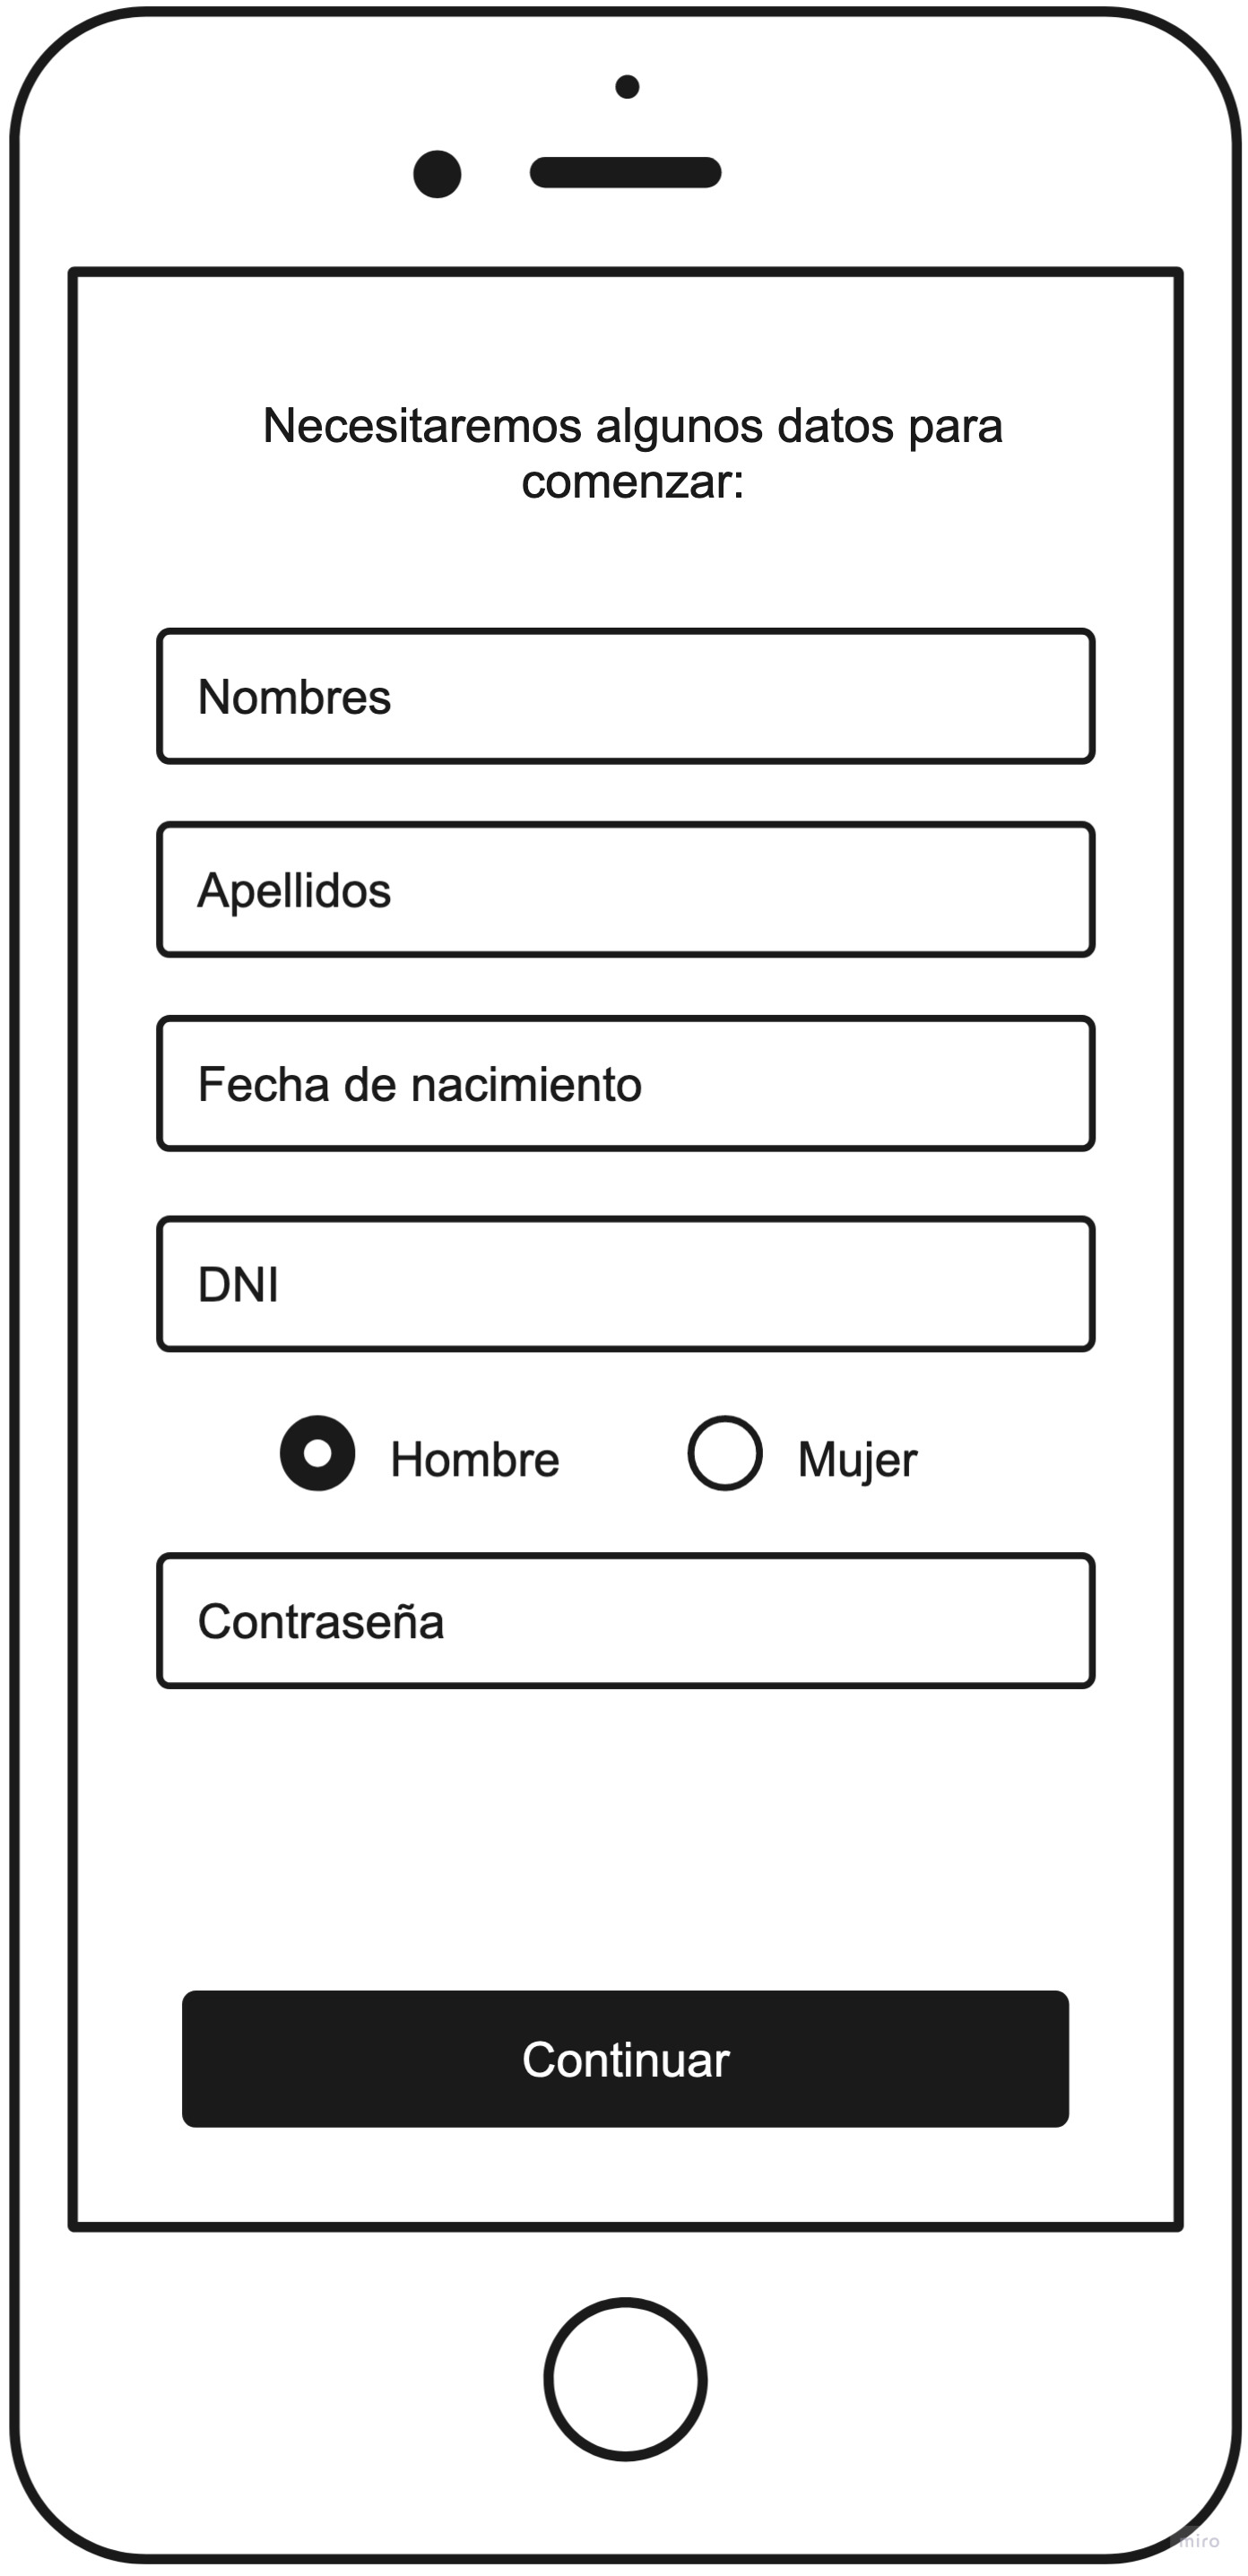 Necesitaremos algunos datos para
comenzar:
Nombres
Apellidos
Fecha de nacimiento
DNI
Hombre Mujer
Contraseña
Continuar
miro